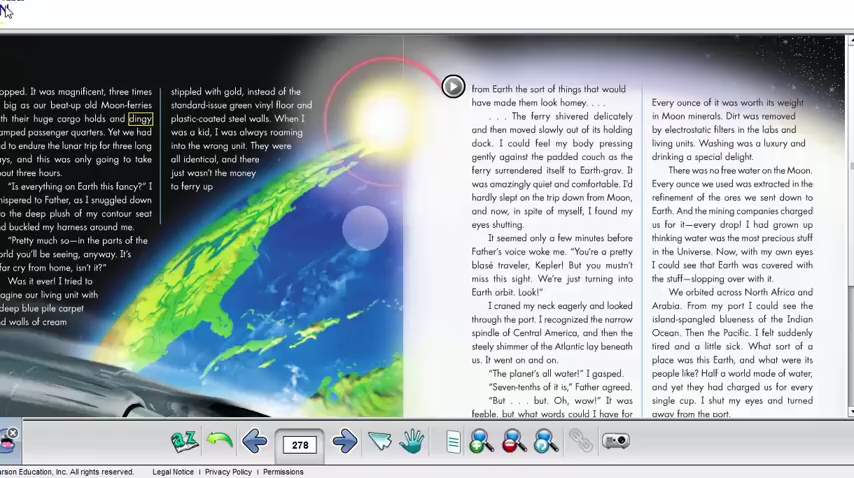 opped. It was magnificent, three times
big as our beat-up old Moon-ferries
th their huge cargo holds and dingy
amped passenger quarters. Yet we had
d to endure the lunar trip for three long
ys, and this was only going to take
out three hours.
"Is everything on Earth this fancy?" I
hispered to Father, as I snuggled down
to the deep plush of my contour seat
d buckled my harness around me.
"Pretty much so—in the parts of the
orld you'll be seeing, anyway. It's
far cry from home, isn't it?"
Was it ever! I tried to
agine our living unit with
deep blue pile carpet
d walls of cream
stippled with gold, instead of the
standard-issue green vinyl floor and
plastic-coated steel walls. When I
was a kid, I was always roaming
into the wrong unit. They were
all identical, and there
just wasn't the money
to ferry up
from Earth the sort of things that would
have made them look homey. . . .
. . . The ferry shivered delicately
and then moved slowly out of its holding
dock. I could feel my body pressing
gently against the padded couch as the
ferry surrendered itself to Earth-grav. It
was amazingly quiet and comfortable. I'd
hardly slept on the trip down from Moon,
and now, in spite of myself, I found my
eyes shutting.
It seemed only a few minutes before
Father's voice woke me. "You're a pretty
blasé traveler, Kepler! But you mustn't
miss this sight. We're just turning into
Earth orbit. Look!"
I craned my neck eagerly and looked
through the port. I recognized the narrow
spindle of Central America, and then the
steely shimmer of the Atlantic lay beneath
us. It went on and on.
"The planet's all water!" I gasped.
"Seven-tenths of it is," Father agreed.
"But . . . but. Oh, wow!" It was
feeble, but what words could I have for
Every ounce of it was worth its weight
in Moon minerals. Dirt was removed
by electrostatic filters in the labs and
living units. Washing was a luxury and
drinking a special delight.
There was no free water on the Moon.
Every ounce we used was extracted in the
refinement of the ores we sent down to
Earth. And the mining companies charged
us for it—every drop! I had grown up
thinking water was the most precious stuff
in the Universe. Now, with my own eyes
I could see that Earth was covered with
the stuff—slopping over with it.
We orbited across North Africa and
Arabia. From my port I could see the
island-spangled blueness of the Indian
Ocean. Then the Pacific. I felt suddenly
tired and a little sick. What sort of a
place was this Earth, and what were its
people like? Half a world made of water,
and yet they had charged us for every
single cup. I shut my eyes and turned
away from the port.
a z
278
arson Education, Inc. All rights reserved. Legal Notice | Privacy Policy | Permissions